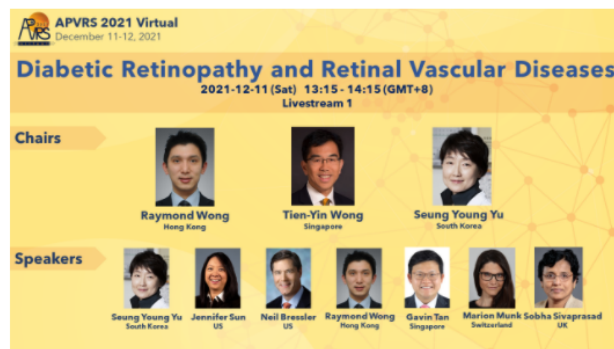 APVRS
APVRS 2021 Virtual
December 11-12, 2021
Diabetic Retinopathy and Retinal Vascular Diseases
2021-12-11 (Sat) 13:15 - 14:15 (GMT+8)
Livestream 1
Chairs
Raymond Wong
Hong Kong
Tien-Yin Wong
Singapore
Seung Young Yu
South Korea
Speakers
Seung Young Yu
South Korea
Jennifer Sun
US
Neil Bressler
US
Raymond Wong
Hong Kong
Gavin Tan
Singapore
Marion Munk
Switzerland
Sobha Sivaprasad
UK